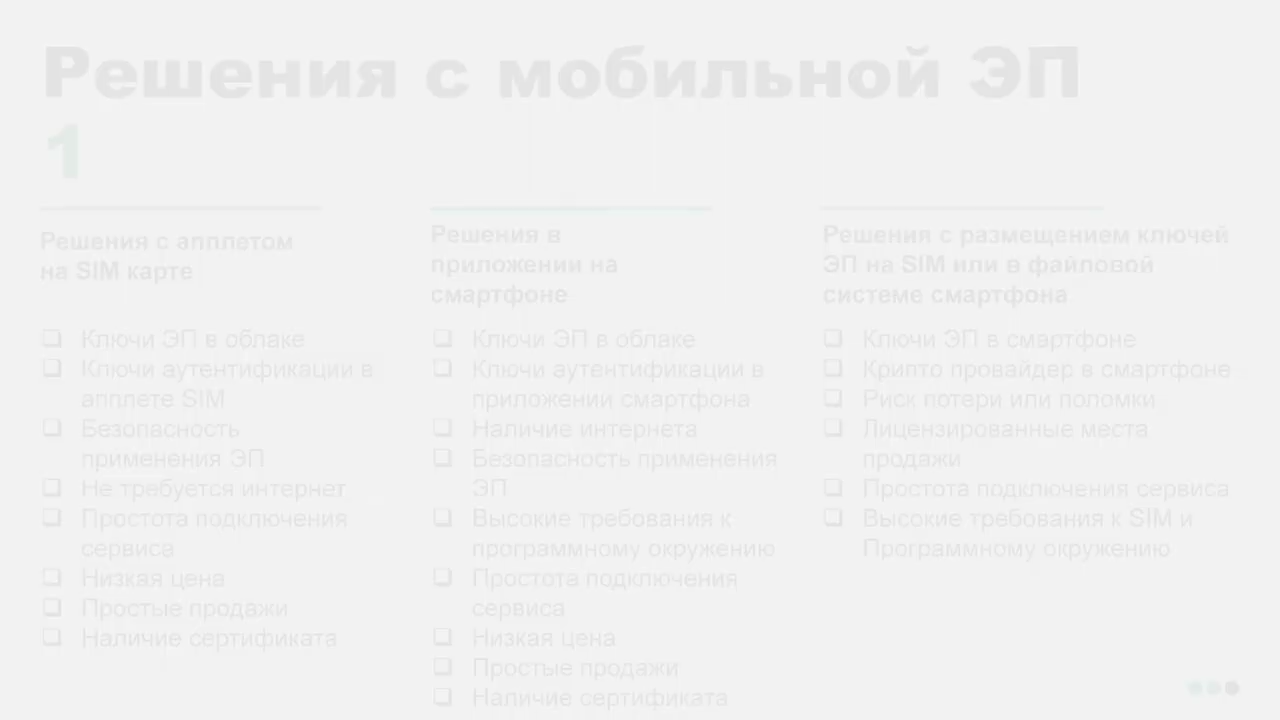 Решения с мобильной ЭП
1
Решения с апплетом
на SIM карте
❑ Ключи ЭП в облаке
❑ Ключи аутентификации в
апплете SIM
❑ Безопасность
применения ЭП
❑ Не требуется интернет
❑ Простота подключения
сервиса
❑ Низкая цена
❑ Простые продажи
❑ Наличие сертификата
Решения в
приложении на
смартфоне
❑ Ключи ЭП в облаке
❑ Ключи аутентификации в
приложении смартфона
❑ Наличие интернета
❑ Безопасность применения
ЭП
❑ Высокие требования к
программному окружению
❑ Простота подключения
сервиса
❑ Низкая цена
❑ Простые продажи
❑ Наличие сертификата
Решения с размещением ключей
ЭП на SIM или в файловой
системе смартфона
❑ Ключи ЭП в смартфоне
❑ Крипто провайдер в смартфоне
❑ Риск потери или поломки
❑ Лицензированные места
продажи
❑ Простота подключения сервиса
❑ Высокие требования к SIM и
Программному окружению